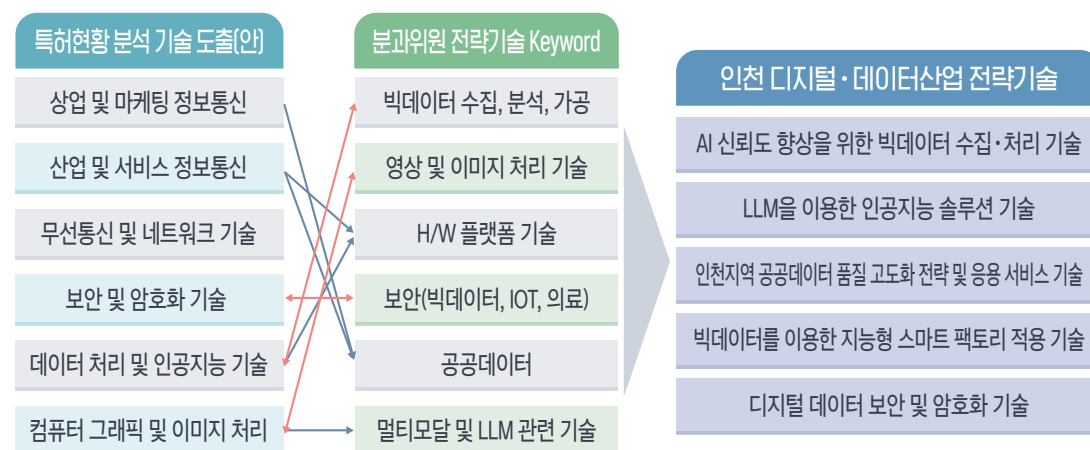 특허현황 분석 기술 도출(안)
상업 및 마케팅 정보통신
산업 및 서비스 정보통신
무선통신 및 네트워크 기술
보안 및 암호화 기술
데이터 처리 및 인공지능 기술
컴퓨터 그래픽 및 이미지 처리
분과위원 전략기술 Keyword
빅데이터 수집, 분석, 가공
영상 및 이미지 처리 기술
H/W 플랫폼 기술
보안(빅데이터, IOT, 의료)
공공데이터
멀티모달 및 LLM 관련 기술
인천 디지털·데이터산업 전략기술
AI 신뢰도 향상을 위한 빅데이터 수집·처리 기술
LLM을 이용한 인공지능 솔루션 기술
인천지역 공공데이터 품질 고도화 전략 및 응용 서비스 기술
빅데이터를 이용한 지능형 스마트 팩토리 적용 기술
디지털 데이터 보안 및 암호화 기술